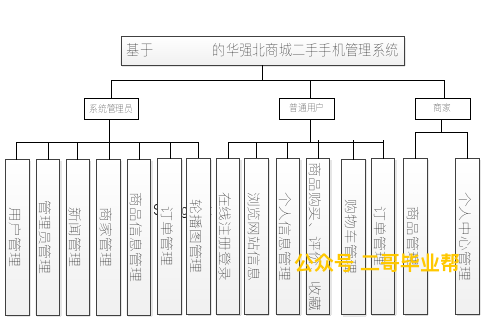 基于 的华强北商城二手手机管理系统
系统管理员
普通用户
商家
用户管理
管理员管理
新闻管理
商家管理
商品信息管理
订单管理
轮播图管理
在线注册登录
浏览网站信息
个人信息管理
商品购买、评价、收藏
购物车管理
订单管理
商品管理
个人中心管理
公众号 二哥毕业帮